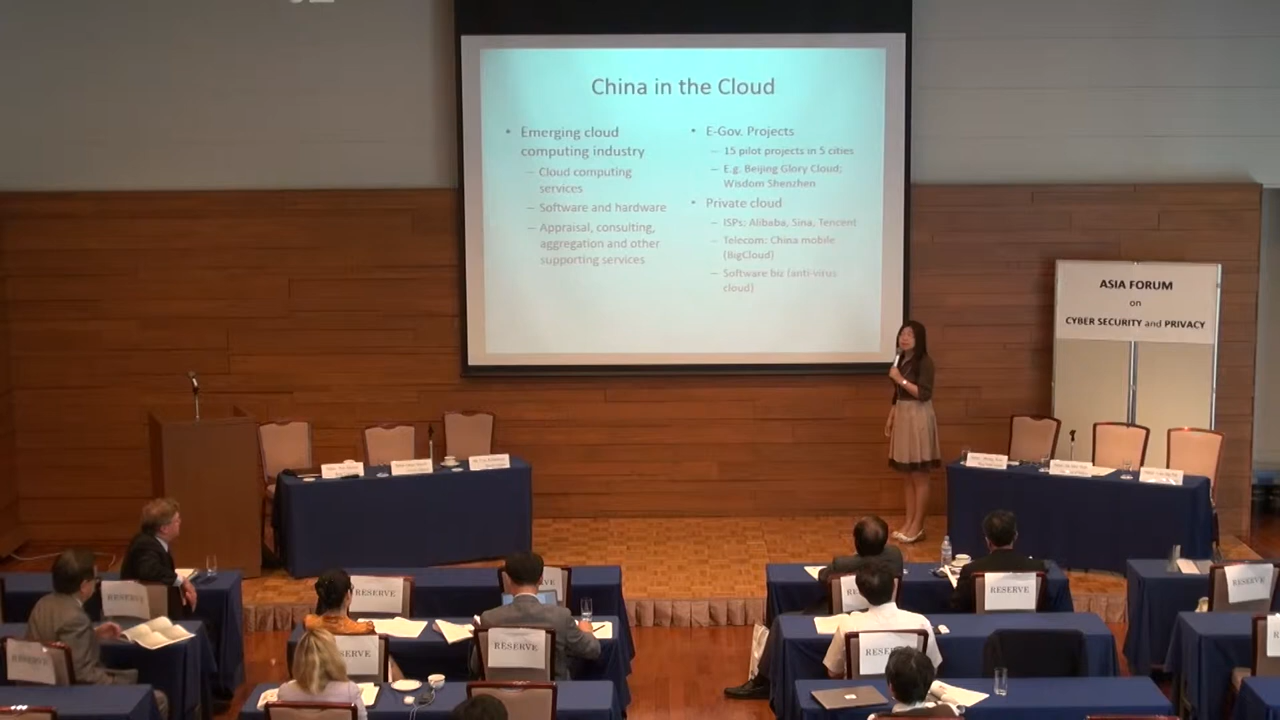 China in the Cloud
• Emerging cloud
computing industry
– Cloud computing
services
– Software and hardware
– Appraisal, consulting,
aggregation and other
supporting services
• E-Gov. Projects
– 15 pilot projects in 5 cities
– E.g. Beijing Glory Cloud;
Wisdom Shenzhen
• Private cloud
– ISPs: Alibaba, Sina, Tencent
– Telecom: China mobile
(BigCloud)
– Software biz (anti-virus
cloud)
ASIA FORUM
on
CYBER SECURITY and PRIVACY
RESERVE
RESERVE
RESERVE
RESERVE
RESERVE
RESERVE